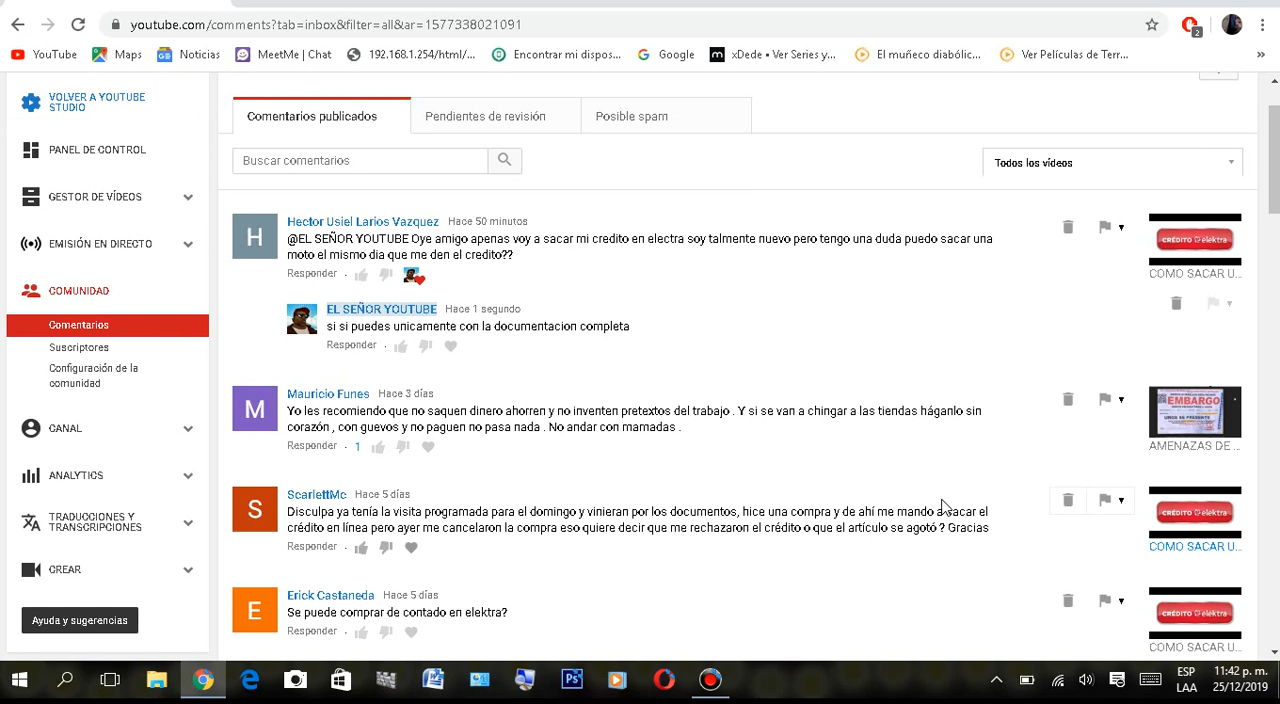 youtube.com/comments?tab=inbox&filter=all&ar=1577338021091
2
YouTube Maps Noticias MeetMe | Chat 192.168.1.254/html/... Encontrar mi dispos... Google xDede • Ver Series y... El muñeco diabólic... Ver Películas de Terr... »
VOLVER A YOUTUBE
STUDIO
PANEL DE CONTROL
GESTOR DE VÍDEOS
EMISIÓN EN DIRECTO
COMUNIDAD
Comentarios
Suscriptores
Configuración de la
comunidad
CANAL
ANALYTICS
TRADUCCIONES Y
TRANSCRIPCIONES
CREAR
Ayuda y sugerencias
Comentarios publicados Pendientes de revisión Posible spam
Buscar comentarios
Todos los vídeos
H
Hector Usiel Larios Vazquez Hace 50 minutos
@EL SEÑOR YOUTUBE Oye amigo apenas voy a sacar mi credito en electra soy talmente nuevo pero tengo una duda puedo sacar una
moto el mismo dia que me den el credito??
Responder
CRÉDITO elektra
COMO SACAR U...
EL SEÑOR YOUTUBE Hace 1 segundo
si si puedes unicamente con la documentacion completa
Responder
M
Mauricio Funes Hace 3 días
Yo les recomiendo que no saquen dinero ahorren y no inventen pretextos del trabajo . Y si se van a chingar a las tiendas háganlo sin
corazón , con guevos y no paguen no pasa nada . No andar con mamadas .
Responder 1
EMBARGO
AMENAZAS DE ...
S
ScarlettMc Hace 5 días
Disculpa ya tenía la visita programada para el domingo y vinieran por los documentos, hice una compra y de ahí me mando a sacar el
crédito en línea pero ayer me cancelaron la compra eso quiere decir que me rechazaron el crédito o que el artículo se agotó ? Gracias
Responder
CRÉDITO elektra
COMO SACAR U...
E
Erick Castaneda Hace 5 días
Se puede comprar de contado en elektra?
Responder
CRÉDITO elektra
COMO SACAR U...
ESP
LAA
11:42 p. m.
25/12/2019